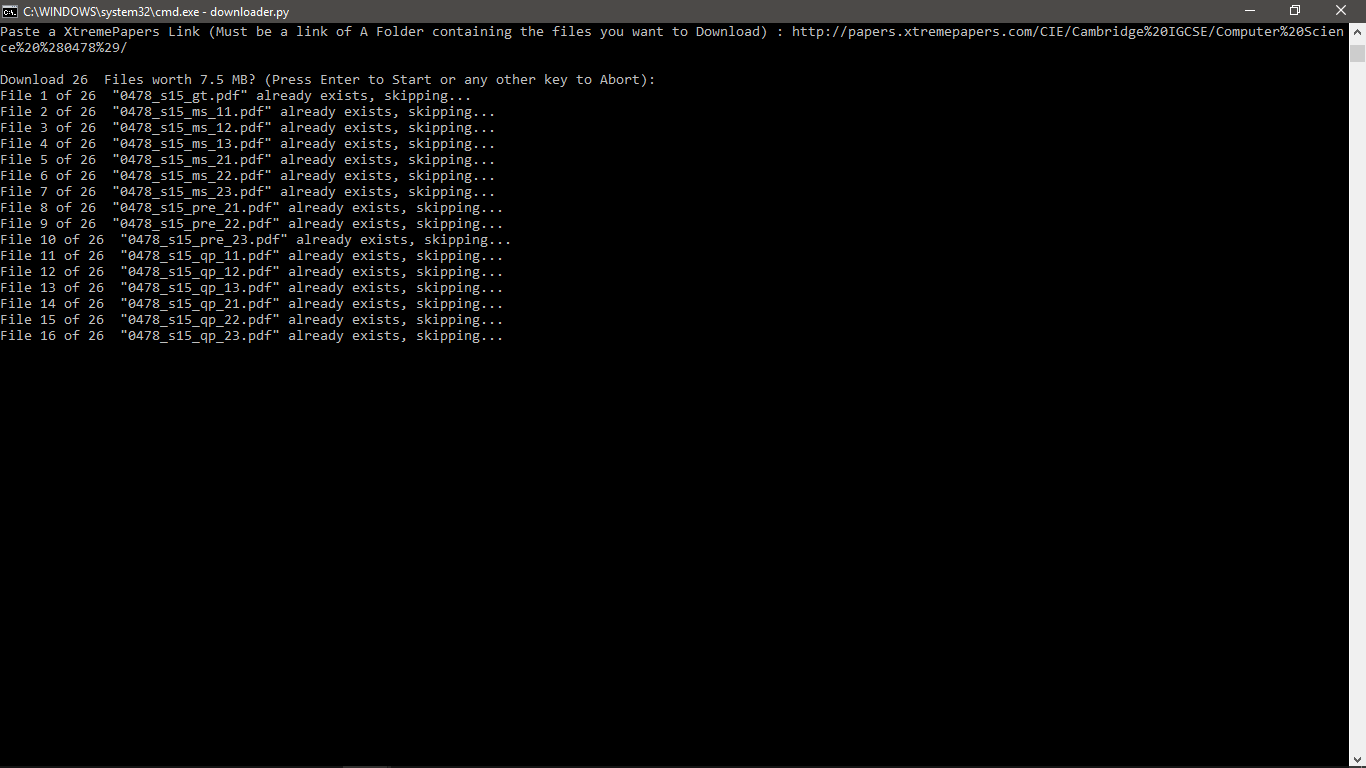 C:\WINDOWS\system32\cmd.exe - downloader.py
Paste a XtremePapers Link (Must be a link of A Folder containing the files you want to Download) : http://papers.xtremepapers.com/CIE/Cambridge%20IGCSE/Computer%20Scien
ce%20%280478%29/
Download 26  Files worth 7.5 MB? (Press Enter to Start or any other key to Abort):
File 1 of 26  "0478_s15_gt.pdf" already exists, skipping...
File 2 of 26  "0478_s15_ms_11.pdf" already exists, skipping...
File 3 of 26  "0478_s15_ms_12.pdf" already exists, skipping...
File 4 of 26  "0478_s15_ms_13.pdf" already exists, skipping...
File 5 of 26  "0478_s15_ms_21.pdf" already exists, skipping...
File 6 of 26  "0478_s15_ms_22.pdf" already exists, skipping...
File 7 of 26  "0478_s15_ms_23.pdf" already exists, skipping...
File 8 of 26  "0478_s15_pre_21.pdf" already exists, skipping...
File 9 of 26  "0478_s15_pre_22.pdf" already exists, skipping...
File 10 of 26  "0478_s15_pre_23.pdf" already exists, skipping...
File 11 of 26  "0478_s15_qp_11.pdf" already exists, skipping...
File 12 of 26  "0478_s15_qp_12.pdf" already exists, skipping...
File 13 of 26  "0478_s15_qp_13.pdf" already exists, skipping...
File 14 of 26  "0478_s15_qp_21.pdf" already exists, skipping...
File 15 of 26  "0478_s15_qp_22.pdf" already exists, skipping...
File 16 of 26  "0478_s15_qp_23.pdf" already exists, skipping...